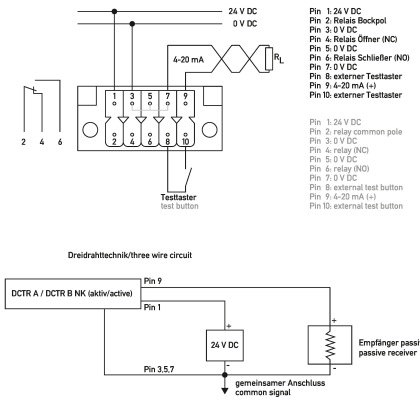 24 V DC
0 V DC
4-20 mA
R_L
1 3 5 7 9
2 4 6 8 10
2 4 6
Testtaster
test button
Pin 1: 24 V DC
Pin 2: Relais Bockpol
Pin 3: 0 V DC
Pin 4: Relais Öffner (NC)
Pin 5: 0 V DC
Pin 6: Relais Schließer (NO)
Pin 7: 0 V DC
Pin 8: externer Testtaster
Pin 9: 4-20 mA (+)
Pin 10: externer Testtaster
Pin 1: 24 V DC
Pin 2: relay common pole
Pin 3: 0 V DC
Pin 4: relay (NC)
Pin 5: 0 V DC
Pin 6: relay (NO)
Pin 7: 0 V DC
Pin 8: external test button
Pin 9: 4-20 mA (+)
Pin 10: external test button
Dreidrahttechnik/three wire circuit
DCTR A / DCTR B NK (aktiv/active)
Pin 9
Pin 1
Pin 3,5,7
+
24 V DC
-
+
-
Empfänger passi
passive receiver
gemeinsamer Anschluss
common signal